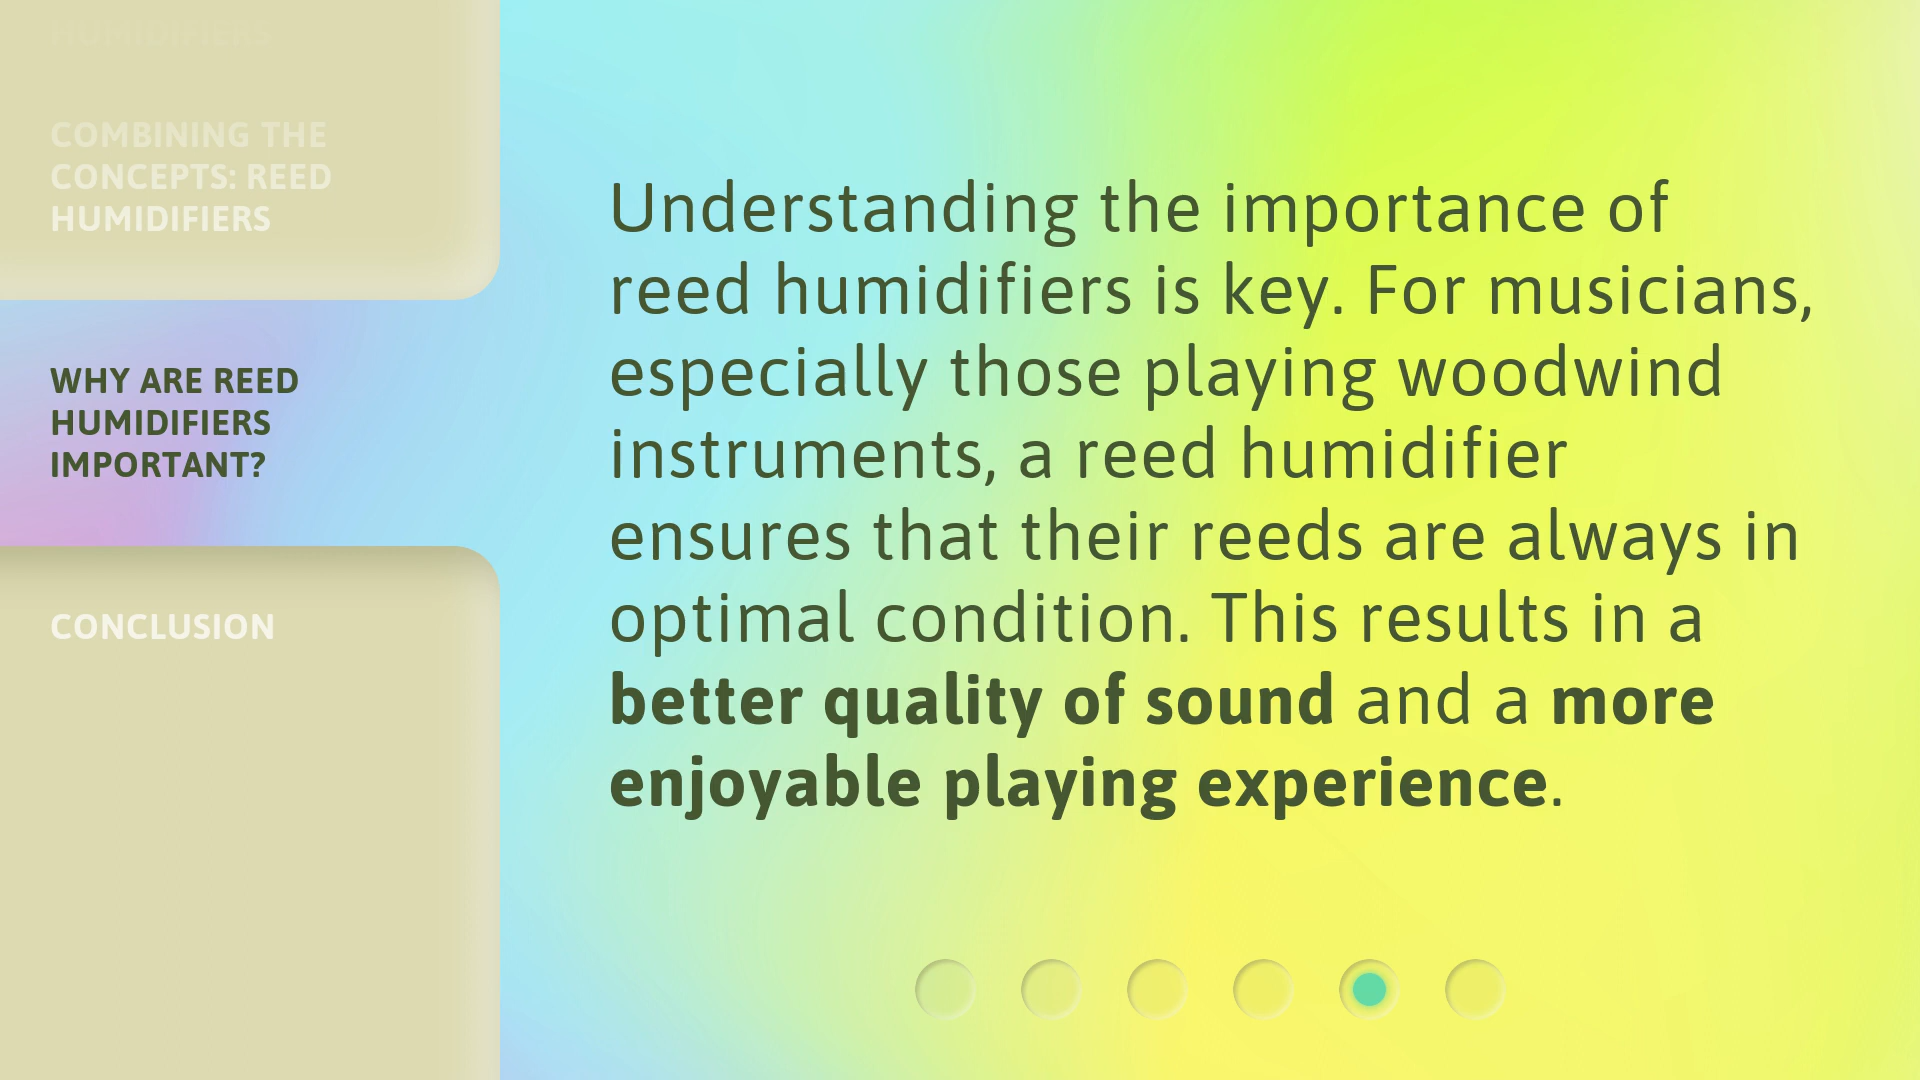 HUMIDIFIERS
COMBINING THE
CONCEPTS: REED
HUMIDIFIERS
WHY ARE REED
HUMIDIFIERS
IMPORTANT?
CONCLUSION
Understanding the importance of
reed humidifiers is key. For musicians,
especially those playing woodwind
instruments, a reed humidifier
ensures that their reeds are always in
optimal condition. This results in a
better quality of sound and a more
enjoyable playing experience.